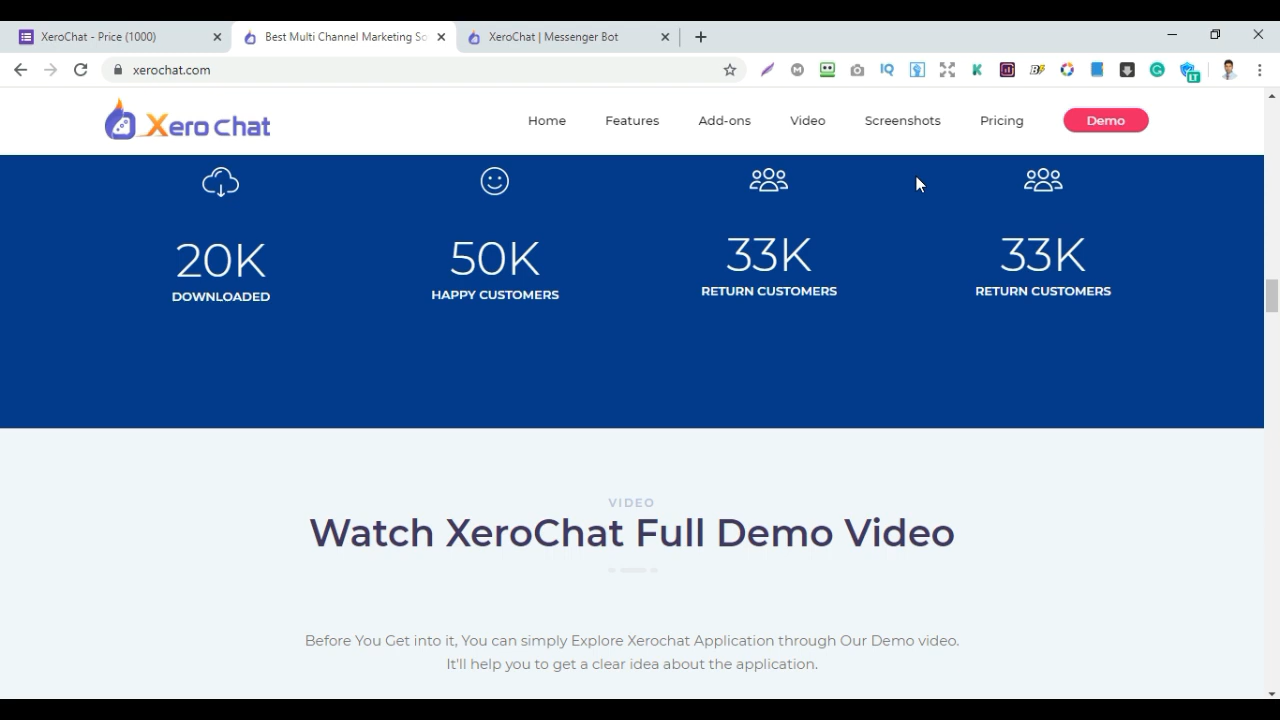 XeroChat - Price (1000)
Best Multi Channel Marketing So
XeroChat | Messenger Bot
xerochat.com
Xero Chat
Home
Features
Add-ons
Video
Screenshots
Pricing
Demo
20K
50K
33K
33K
DOWNLOADED
HAPPY CUSTOMERS
RETURN CUSTOMERS
RETURN CUSTOMERS
VIDEO
Watch XeroChat Full Demo Video
Before You Get into it, You can simply Explore Xerochat Application through Our Demo video.
It'll help you to get a clear idea about the application.